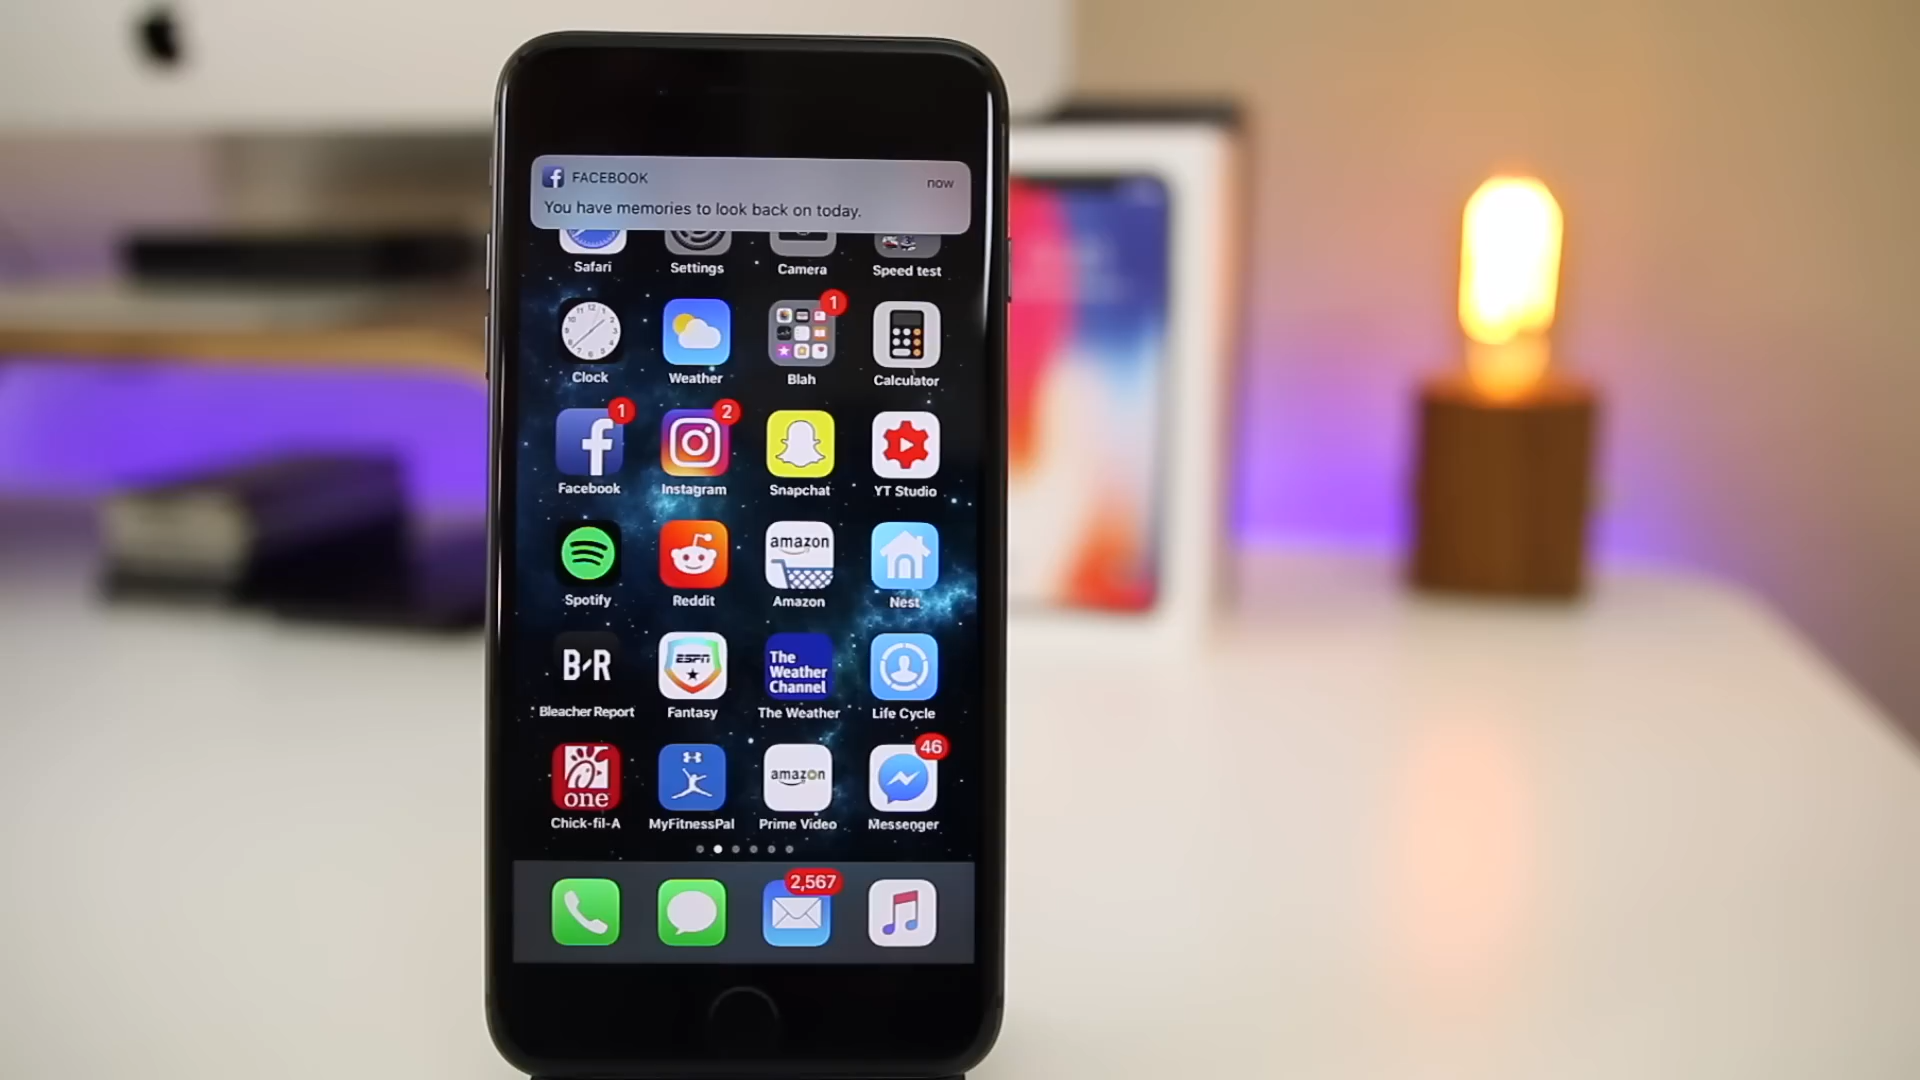 FACEBOOK now
You have memories to look back on today.
Safari Settings Camera Speed test
1
Clock Weather Blah Calculator
1 2
Facebook Instagram Snapchat YT Studio
amazon
Spotify Reddit Amazon Nest
B/R ESPN The Weather Channel
Bleacher Report Fantasy The Weather Life Cycle
46
one amazon
Chick-fil-A MyFitnessPal Prime Video Messenger
2,567